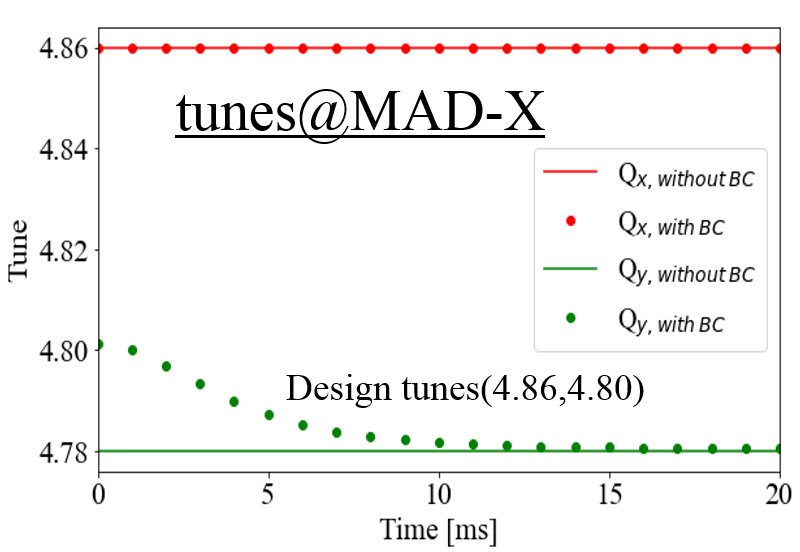 4.86
tunes@MAD-X
4.84
Qx, without BC
Qx, with BC
4.82
Qy, without BC
Tune
Qy, with BC
4.80
Design tunes(4.86,4.80)
4.78
0 5 10 15 20
Time [ms]